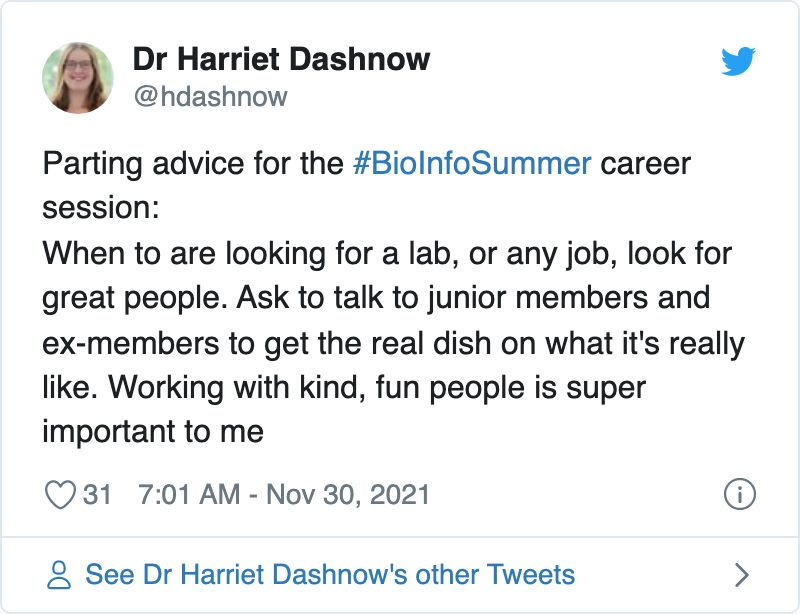 Dr Harriet Dashnow
@hdashnow
Parting advice for the #BioInfoSummer career
session:
When to are looking for a lab, or any job, look for
great people. Ask to talk to junior members and
ex-members to get the real dish on what it's really
like. Working with kind, fun people is super
important to me
31 7:01 AM - Nov 30, 2021
See Dr Harriet Dashnow's other Tweets